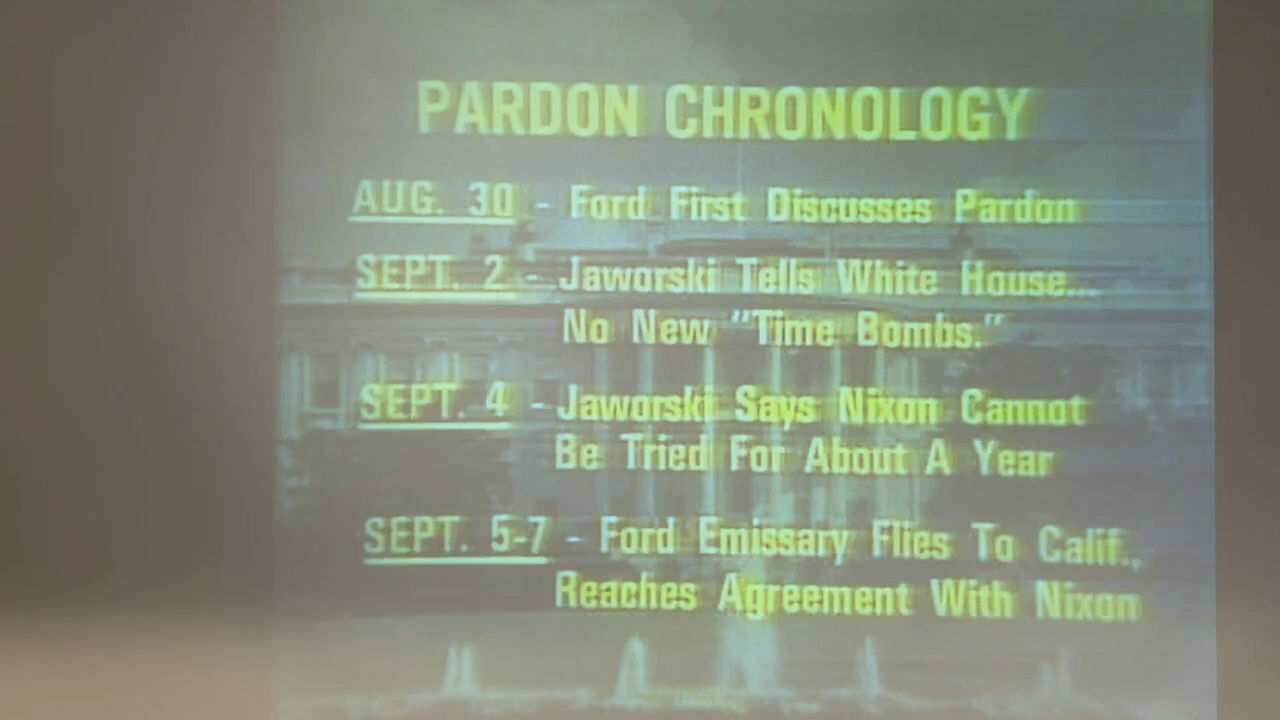 PARDON CHRONOLOGY
AUG. 30 - Ford First Discusses Pardon
SEPT. 2 - Jaworski Tells White House...
No New "Time Bombs."
SEPT. 4 - Jaworski Says Nixon Cannot
Be Tried For About A Year
SEPT. 5-7 - Ford Emissary Flies To Calif.,
Reaches Agreement With Nixon